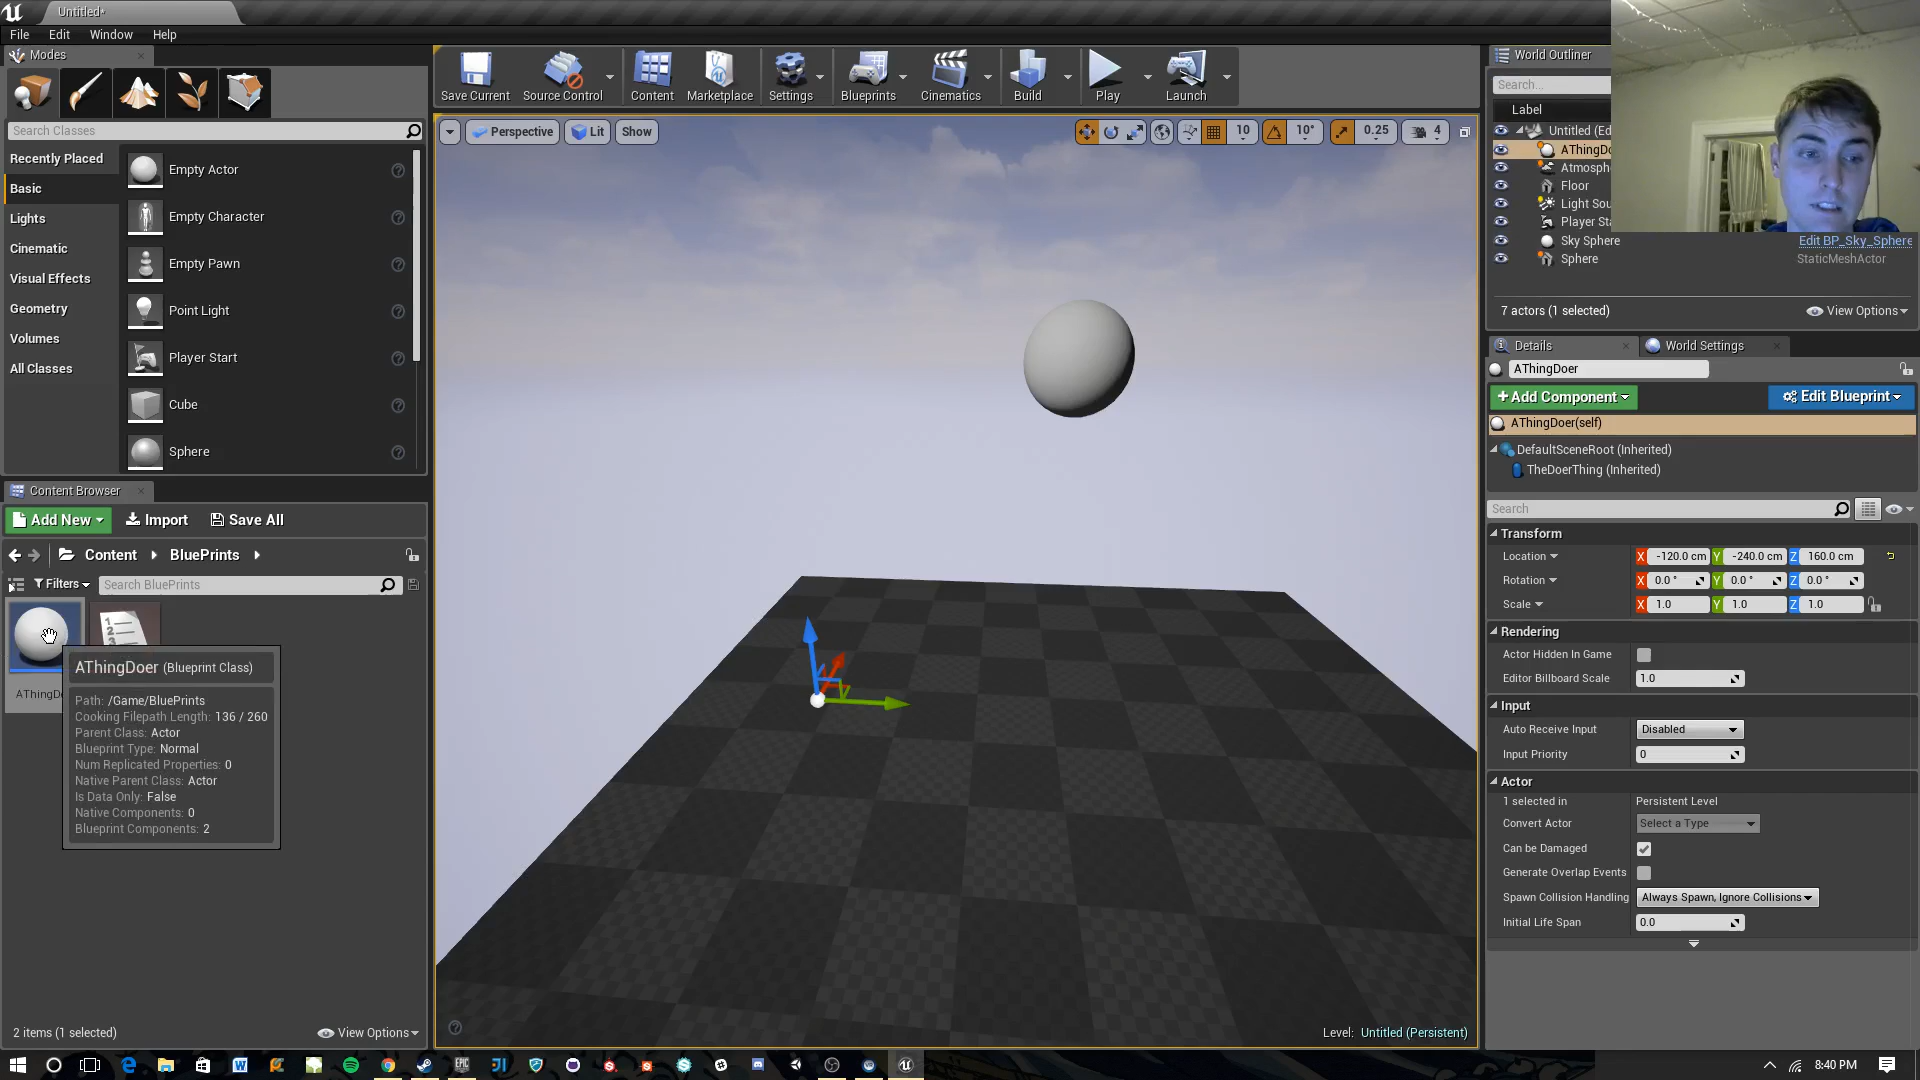 Untitled*
File Edit Window Help
Modes
Search Classes
Recently Placed
Basic
Lights
Cinematic
Visual Effects
Geometry
Volumes
All Classes
Empty Actor
Empty Character
Empty Pawn
Point Light
Player Start
Cube
Sphere
Save Current Source Control Content Marketplace Settings Blueprints Cinematics Build Play Launch
Perspective Lit Show 10 10° 0.25 4
Level: Untitled (Persistent)
Content Browser
Add New Import Save All
Content BluePrints
Filters Search BluePrints
1
2
3
AThingDo
AThingDoer (Blueprint Class)
Path: /Game/BluePrints
Cooking Filepath Length: 136 / 260
Parent Class: Actor
Blueprint Type: Normal
Num Replicated Properties: 0
Native Parent Class: Actor
Is Data Only: False
Native Components: 0
Blueprint Components: 2
2 items (1 selected) View Options
World Outliner
Search...
Label
Untitled (Ed
AThingDo
Atmosph
Floor
Light Sou
Player Sta
Sky Sphere Edit BP_Sky_Sphere
Sphere StaticMeshActor
7 actors (1 selected) View Options
Details World Settings
AThingDoer
+Add Component Edit Blueprint
AThingDoer(self)
DefaultSceneRoot (Inherited)
TheDoerThing (Inherited)
Search
Transform
Location X -120.0 cm Y -240.0 cm Z 160.0 cm
Rotation X 0.0 ° Y 0.0 ° Z 0.0 °
Scale X 1.0 Y 1.0 Z 1.0
Rendering
Actor Hidden In Game
Editor Billboard Scale 1.0
Input
Auto Receive Input Disabled
Input Priority 0
Actor
1 selected in Persistent Level
Convert Actor Select a Type
Can be Damaged
Generate Overlap Events
Spawn Collision Handling Always Spawn, Ignore Collisions
Initial Life Span 0.0
8:40 PM